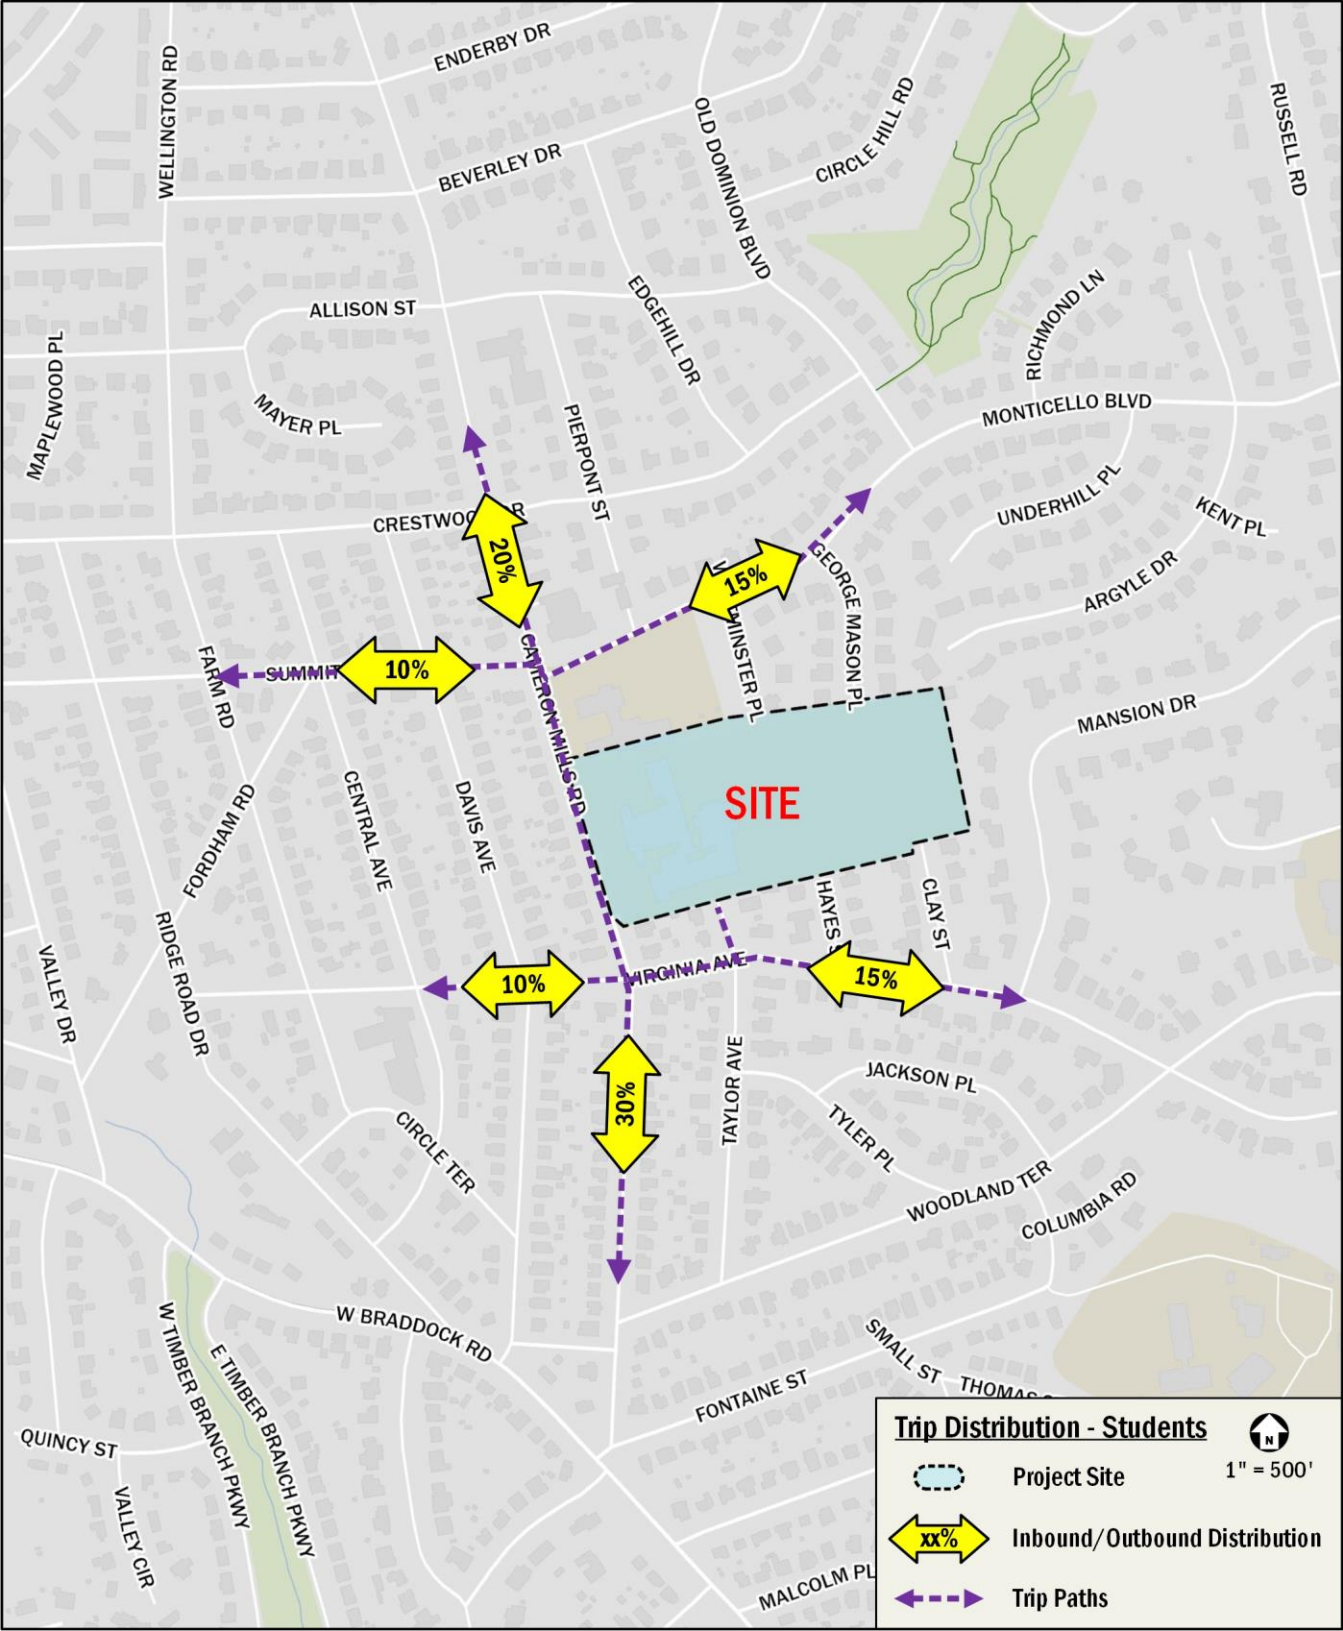 ENDERBY DR
WELLINGTON RD
OLD DOMINION BLVD
CIRCLE HILL RD
RUSSELL RD
BEVERLEY DR
ALLISON ST
EDGEHILL DR
RICHMOND LN
MAPLEWOOD PL
MAYER PL
PIERPONT ST
MONTICELLO BLVD
UNDERHILL PL
KENT PL
CRESTWOO
R
20%
15%
GEORGE MASON PL
ARGYLE DR
W
MINSTER PL
SUMMIT
10%
FARM RD
CAMERON MILLS RD
MANSION DR
SITE
CENTRAL AVE
DAVIS AVE
FORDHAM RD
HAYES S
CLAY ST
RIDGE ROAD DR
VALLEY DR
VIRGINIA AVE
10%
15%
30%
TAYLOR AVE
JACKSON PL
TYLER PL
CIRCLE TER
WOODLAND TER
COLUMBIA RD
W BRADDOCK RD
W TIMBER BRANCH PKWY
E TIMBER BRANCH PKWY
SMALL ST
THOMAS
FONTAINE ST
QUINCY ST
VALLEY CIR
MALCOLM PL
Trip Distribution - Students
N
1" = 500'
Project Site
xx%
Inbound/Outbound Distribution
Trip Paths